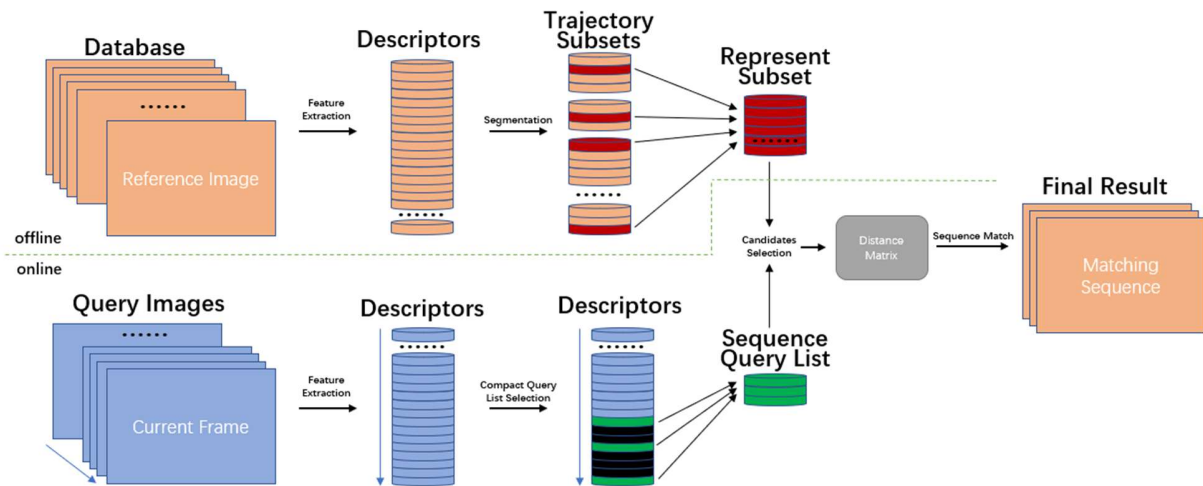 Database
Reference Image
Feature
Extraction
Descriptors
Segmentation
Trajectory
Subsets
Represent
Subset
offline
online
Query Images
Current Frame
Feature
Extraction
Descriptors
Compact Query
List Selection
Descriptors
Sequence
Query List
Candidates
Selection
Distance
Matrix
Sequence Match
Final Result
Matching
Sequence